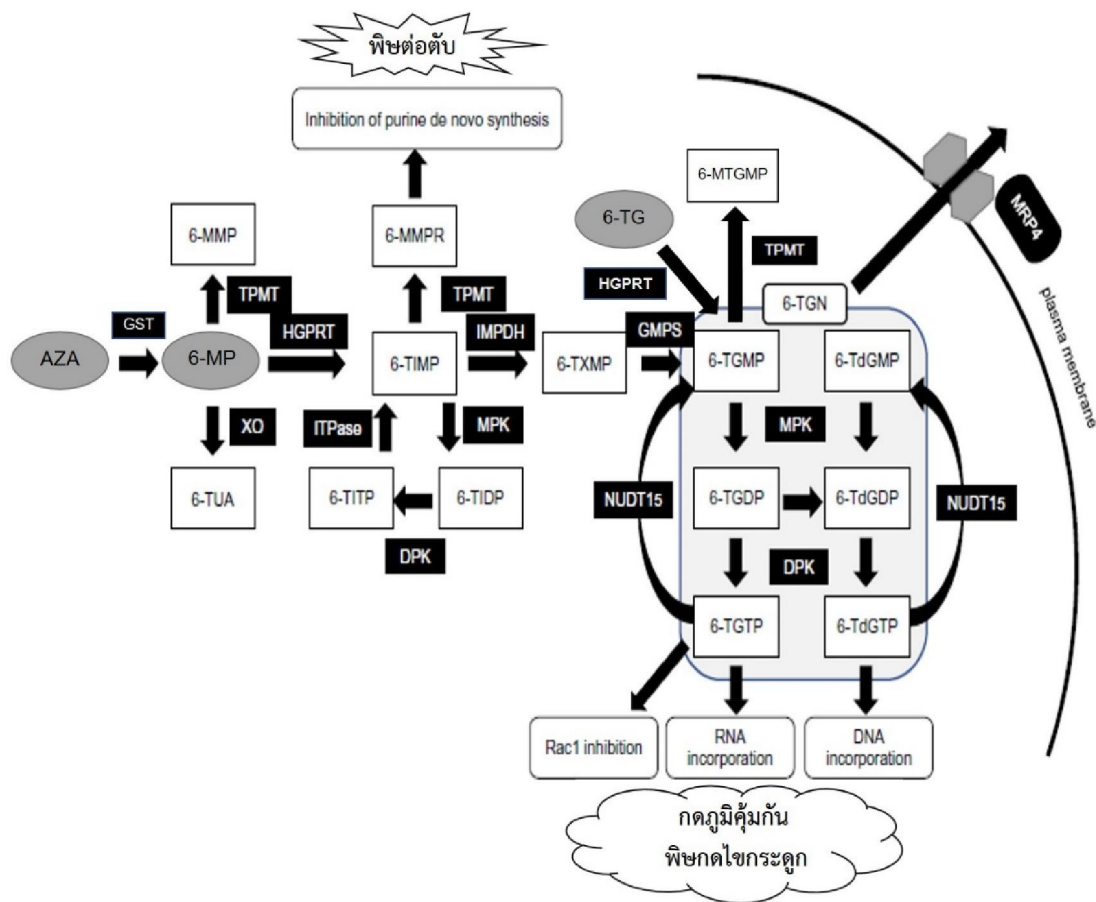 พิษต่อตับ
Inhibition of purine de novo synthesis
6-MTGMP
MRP4
6-TG
6-MMP
6-MMPR
TPMT
HGPRT
plasma membrane
TPMT
TPMT
6-TGN
GST
HGPRT
IMPDH
GMPS
AZA
6-MP
6-TIMP
6-TXMP
6-TGMP
6-TdGMP
XO
ITPase
MPK
MPK
6-TUA
6-TITP
6-TIDP
NUDT15
6-TGDP
6-TdGDP
NUDT15
DPK
DPK
6-TGTP
6-TdGTP
Rac1 inhibition
RNA
incorporation
DNA
incorporation
กดภูมิคุ้มกัน
พิษกดไขกระดูก